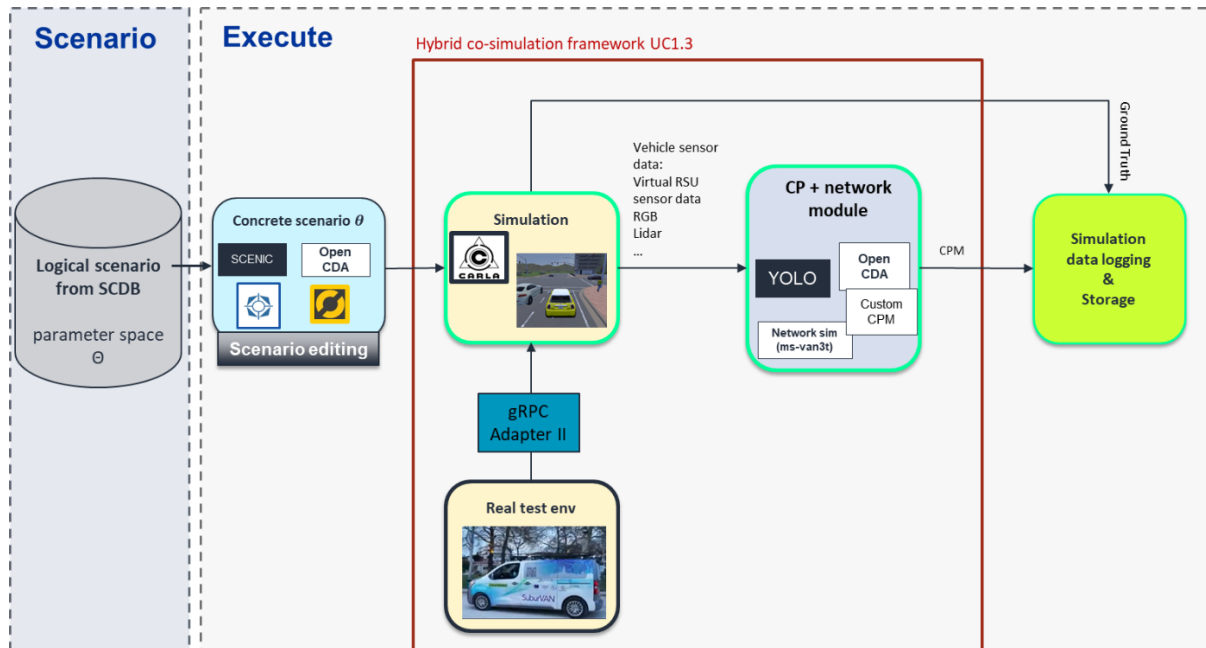 Scenario
Execute
Hybrid co-simulation framework UC1.3
Logical scenario
from SCDB
parameter space
Θ
Concrete scenario θ
SCENIC
Open
CDA
Scenario editing
Simulation
CARLA
Vehicle sensor
data:
Virtual RSU
sensor data
RGB
Lidar
...
CP + network
module
YOLO
Open
CDA
Custom
CPM
Network sim
(ms-van3t)
CPM
Ground Truth
Simulation
data logging
&
Storage
gRPC
Adapter II
Real test env
SuburVAN